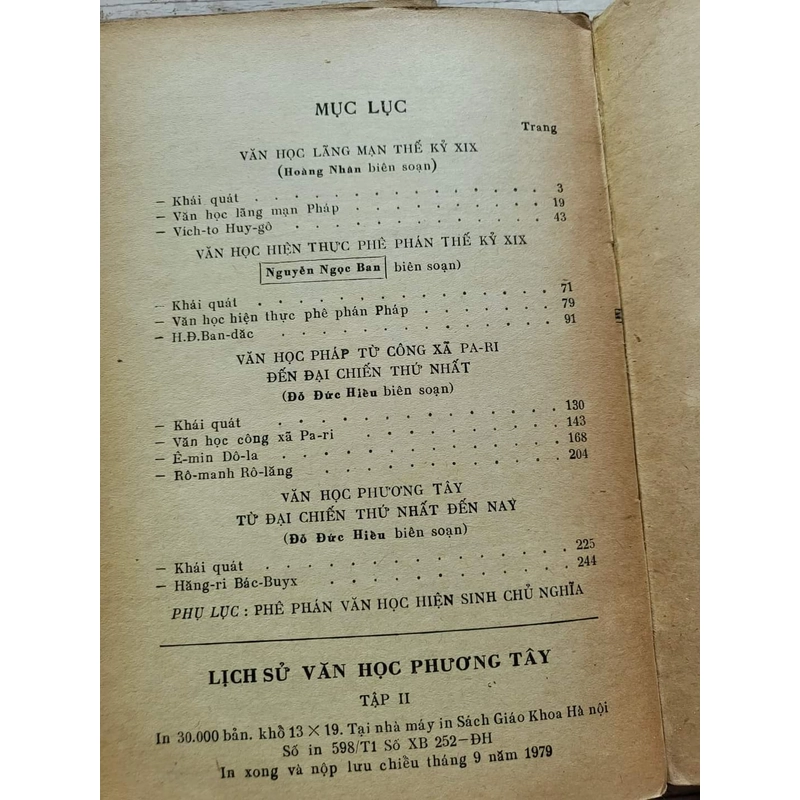 MỤC LỤC
Trang
VĂN HỌC LÃNG MẠN THẾ KỶ XIX
(Hoàng Nhân biên soạn)
— Khái quát . . . . . . . . . . . . . . . 3
— Văn học lãng mạn Pháp . . . . . . . . . . 19
— Vich-to Huy-gô . . . . . . . . . . . . . 43
VĂN HỌC HIỆN THỰC PHÊ PHÁN THẾ KỶ XIX
Nguyễn Ngọc Ban biên soạn)
— Khái quát . . . . . . . . . . . . . . . 71
— Văn học hiện thực phê phán Pháp . . . . . . . 79
— H.Đ.Ban-dăc . . . . . . . . . . . . . . 91
VĂN HỌC PHÁP TỪ CÔNG XÃ PA-RI
ĐẾN ĐẠI CHIẾN THỨ NHẤT
(Đỗ Đức Hiểu biên soạn)
— Khái quát . . . . . . . . . . . . . . . 130
— Văn học công xã Pa-ri . . . . . . . . . . 143
— Ê-min Dô-la . . . . . . . . . . . . . . 168
— Rô-manh Rô-lăng . . . . . . . . . . . . 204
VĂN HỌC PHƯƠNG TÂY
TỪ ĐẠI CHIẾN THỨ NHẤT ĐẾN NAY
(Đỗ Đức Hiểu biên soạn)
— Khái quát . . . . . . . . . . . . . . . 225
— Hăng-ri Bác-Buyx . . . . . . . . . . . . 244
PHỤ LỤC : PHÊ PHÁN VĂN HỌC HIỆN SINH CHỦ NGHĨA
LỊCH SỬ VĂN HỌC PHƯƠNG TÂY
TẬP II
In 30.000 bản. khổ 13 × 19. Tại nhà máy in Sách Giáo Khoa Hà nội
Số in 598/T1 Số XB 252—ĐH
In xong và nộp lưu chiều tháng 9 năm 1979